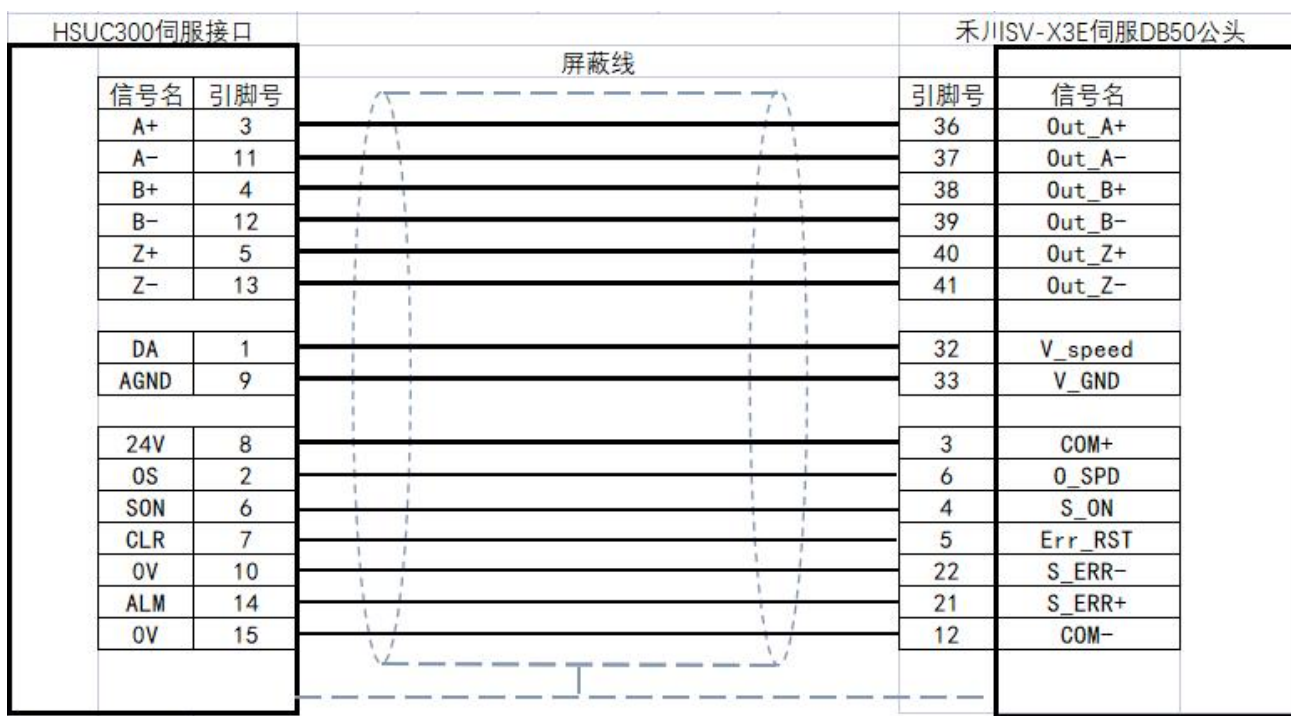 HSUC300伺服接口 禾川SV-X3E伺服DB50公头
屏蔽线
信号名 引脚号 引脚号 信号名
A+ 3 36 Out_A+
A- 11 37 Out_A-
B+ 4 38 Out_B+
B- 12 39 Out_B-
Z+ 5 40 Out_Z+
Z- 13 41 Out_Z-
DA 1 32 V_speed
AGND 9 33 V_GND
24V 8 3 COM+
OS 2 6 O_SPD
SON 6 4 S_ON
CLR 7 5 Err_RST
0V 10 22 S_ERR-
ALM 14 21 S_ERR+
0V 15 12 COM-